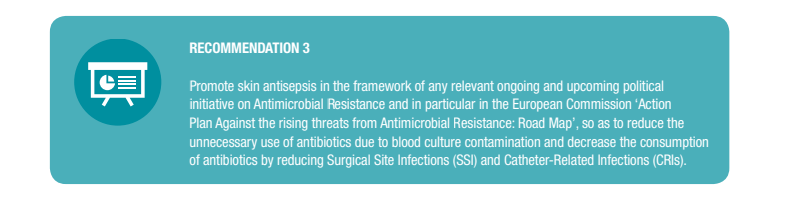 RECOMMENDATION 3
Promote skin antisepsis in the framework of any relevant ongoing and upcoming political
initiative on Antimicrobial Resistance and in particular in the European Commission ‘Action
Plan Against the rising threats from Antimicrobial Resistance: Road Map’, so as to reduce the
unnecessary use of antibiotics due to blood culture contamination and decrease the consumption
of antibiotics by reducing Surgical Site Infections (SSI) and Catheter-Related Infections (CRIs).